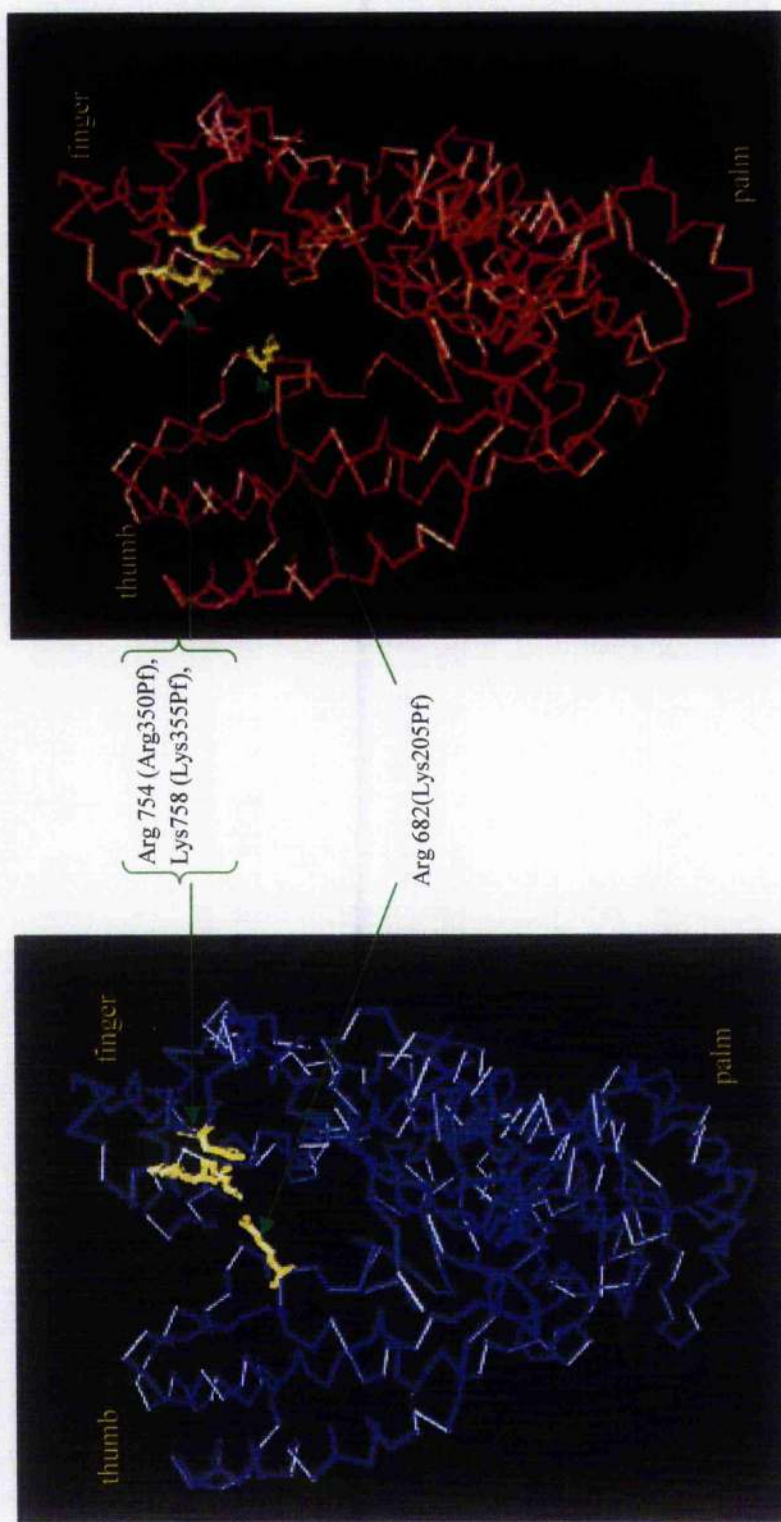 thumb
finger
palm
Arg 754 (Arg350Pf),
Lys758 (Lys355Pf),
Arg 682(Lys205Pf)
thumb
finger
palm